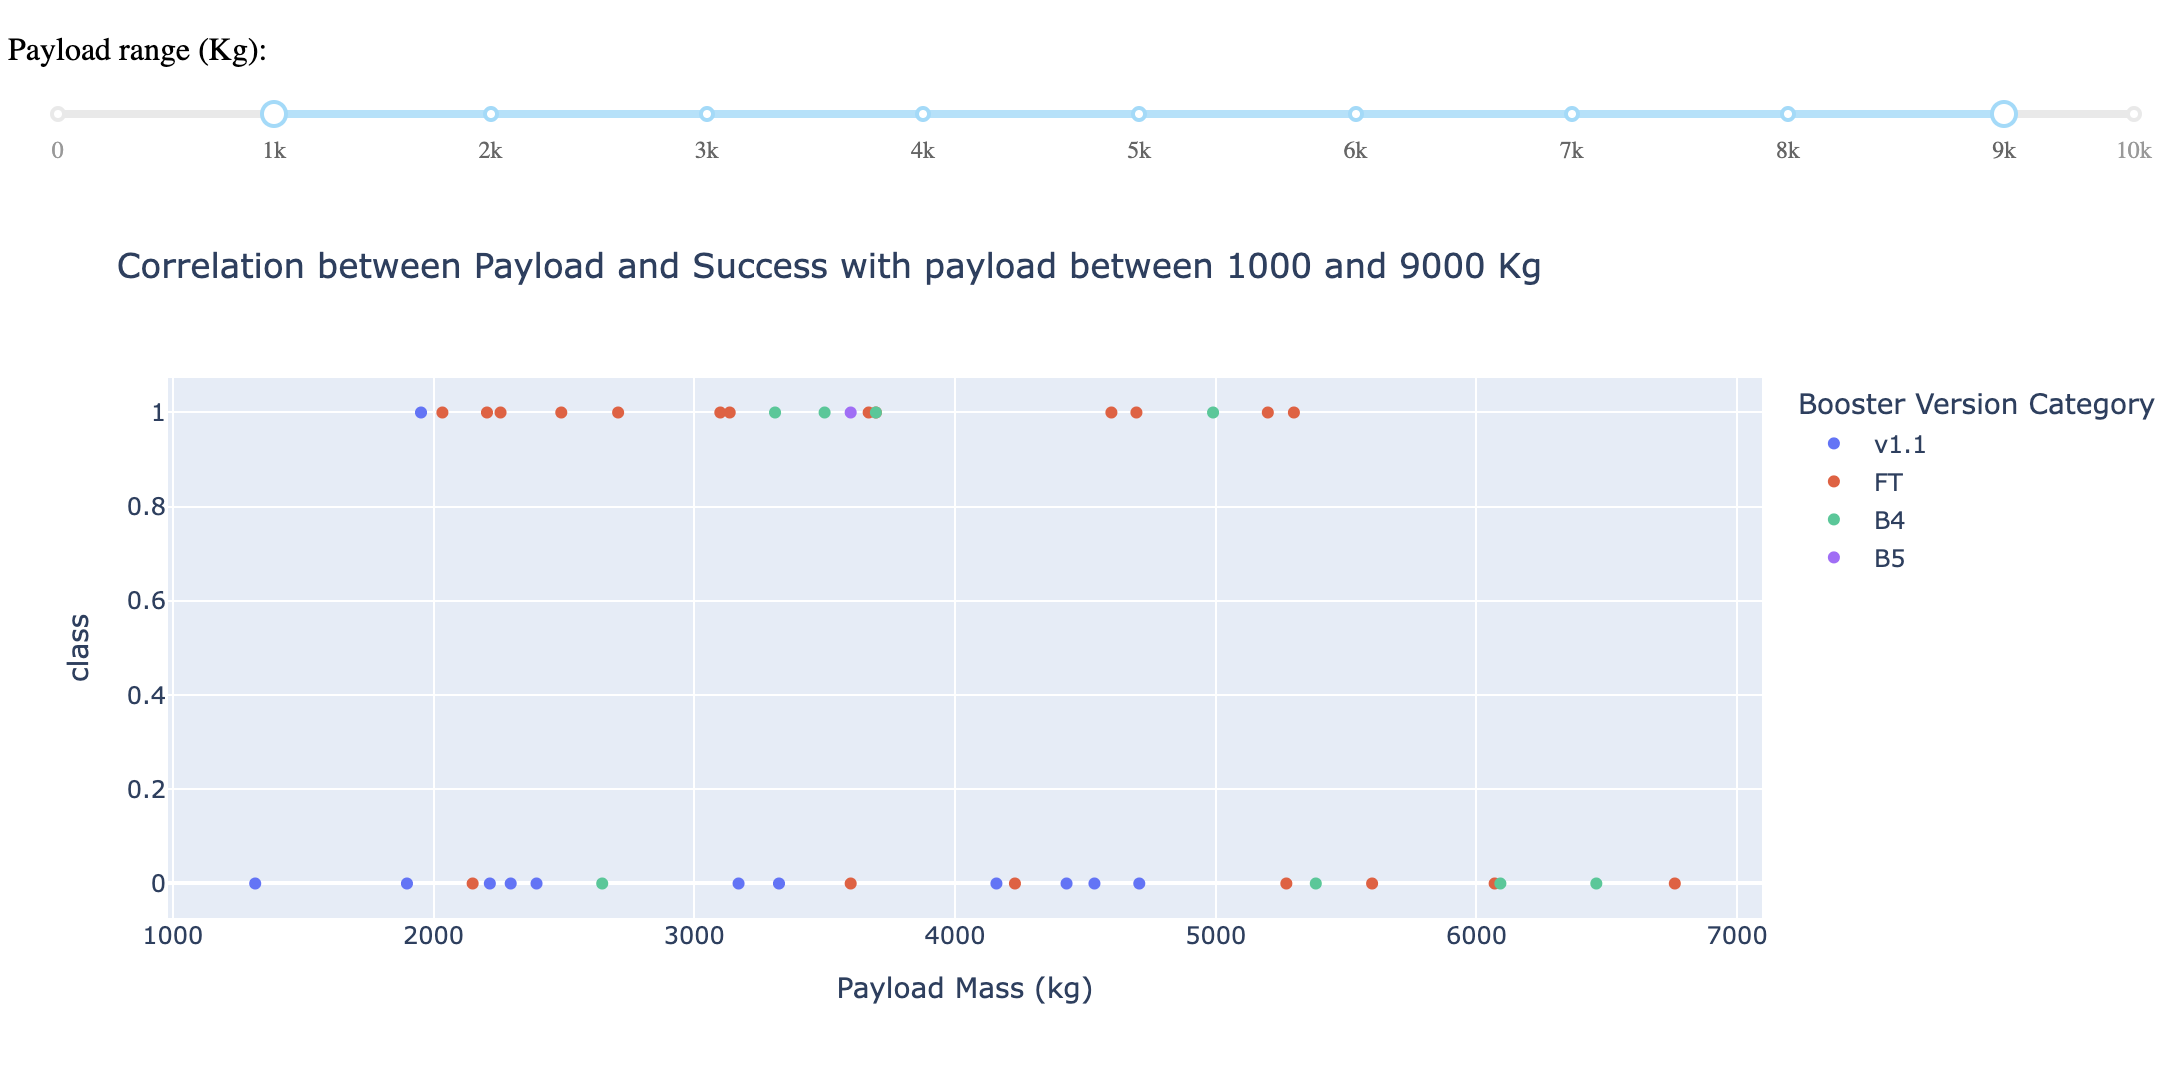 Payload range (Kg):
0 1k 2k 3k 4k 5k 6k 7k 8k 9k 10k
Correlation between Payload and Success with payload between 1000 and 9000 Kg
Booster Version Category
v1.1
FT
B4
B5
1
0.8
0.6
0.4
0.2
0
class
1000 2000 3000 4000 5000 6000 7000
Payload Mass (kg)